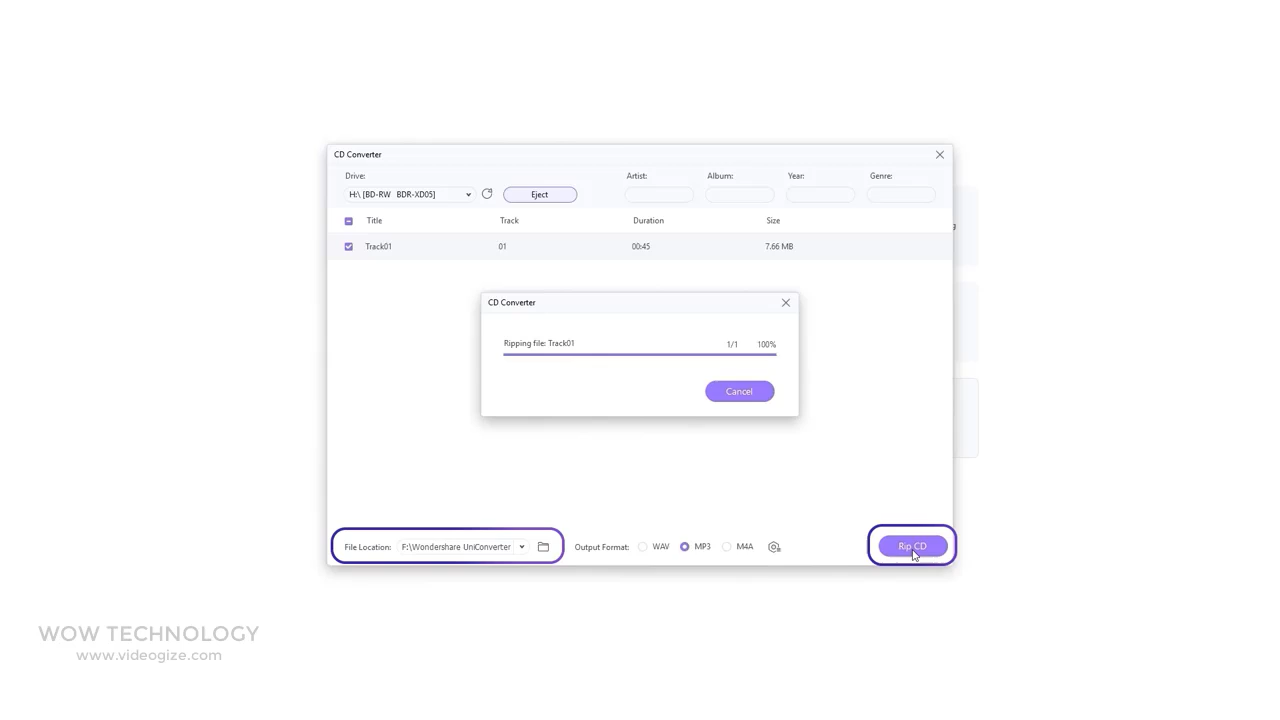 CD Converter
Drive: Artist: Album: Year: Genre:
H:\ [BD-RW BDR-XD05] Eject
Title Track Duration Size
Track01 01 00:45 7.66 MB
CD Converter
Ripping file: Track01 1/1 100%
Cancel
File Location: F:\Wondershare UniConverter Output Format: WAV MP3 M4A Rip CD
WOW TECHNOLOGY
www.videogize.com